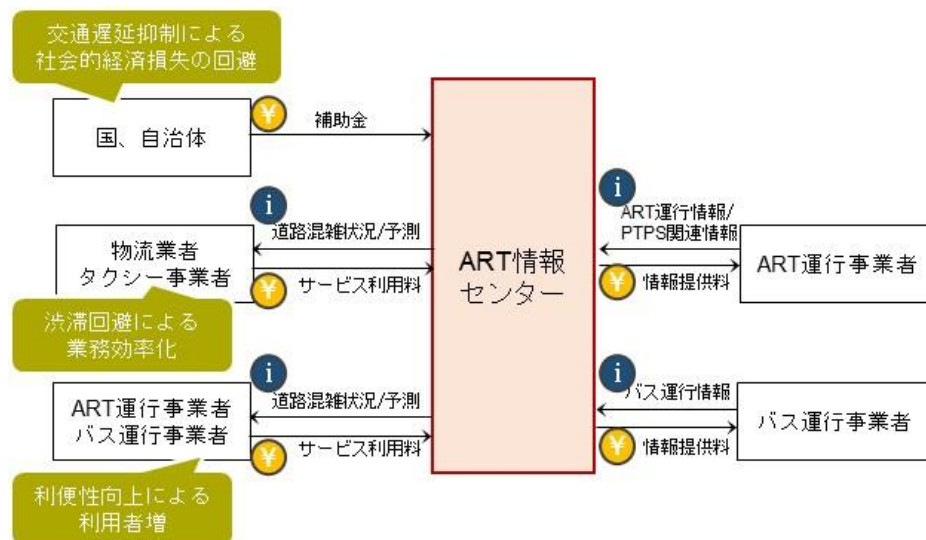 交通遅延抑制による
社会的経済損失の回避
国、自治体
¥
補助金
i
道路混雑状況/予測
物流業者
タクシー事業者
¥
サービス利用料
渋滞回避による
業務効率化
i
道路混雑状況/予測
ART運行事業者
バス運行事業者
¥
サービス利用料
利便性向上による
利用者増
ART情報
センター
i
ART運行情報/
PTPS関連情報
¥
情報提供料
ART運行事業者
i
バス運行情報
¥
情報提供料
バス運行事業者